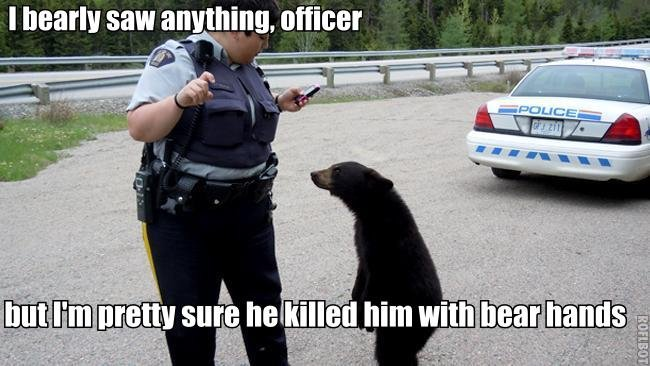 I bearly saw anything, officer
POLICE
but I'm pretty sure he killed him with bear hands
ROFLBOT